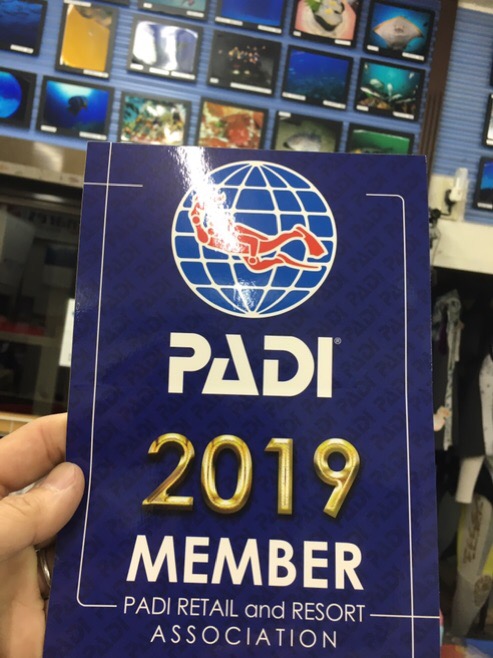 PADI®
2019
MEMBER
PADI RETAIL and RESORT
ASSOCIATION